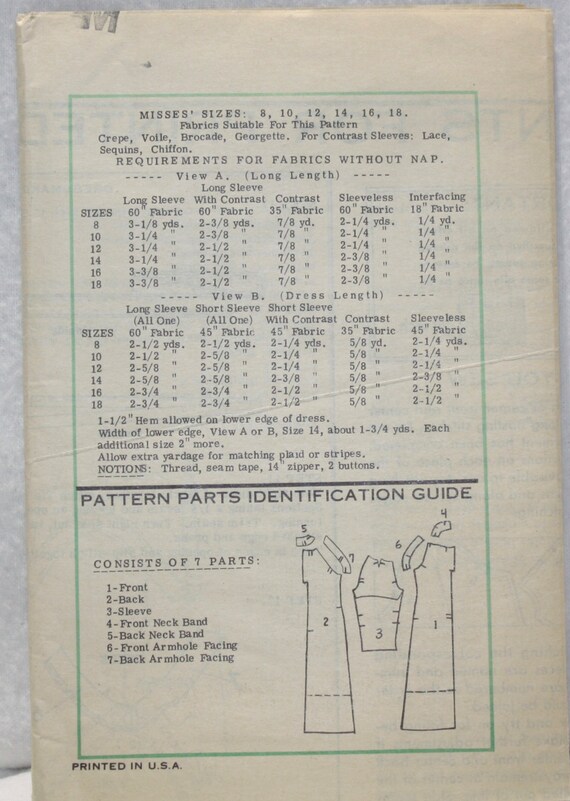 MISSES' SIZES: 8, 10, 12, 14, 16, 18.
Fabrics Suitable For This Pattern
Crepe, Voile, Brocade, Georgette. For Contrast Sleeves: Lace,
Sequins, Chiffon.
REQUIREMENTS FOR FABRICS WITHOUT NAP.
----- View A. (Long Length) -----
Long Sleeve
Long Sleeve With Contrast Contrast Sleeveless Interfacing
SIZES 60" Fabric 60" Fabric 35" Fabric 60" Fabric 18" Fabric
8 3-1/8 yds. 2-3/8 yds. 7/8 yd. 2-1/4 yds. 1/4 yd.
10 3-1/4 " 2-3/8 " 7/8 " 2-1/4 " 1/4 "
12 3-1/4 " 2-1/2 " 7/8 " 2-1/4 " 1/4 "
14 3-1/4 " 2-1/2 " 7/8 " 2-3/8 " 1/4 "
16 3-3/8 " 2-1/2 " 7/8 " 2-3/8 " 1/4 "
18 3-3/8 " 2-1/2 " 7/8 " 2-3/8 " 1/4 "
----- View B. (Dress Length) -----
Long Sleeve Short Sleeve Short Sleeve
(All One) (All One) With Contrast Contrast Sleeveless
SIZES 60" Fabric 45" Fabric 45" Fabric 35" Fabric 45" Fabric
8 2-1/2 yds. 2-1/2 yds. 2-1/4 yds. 5/8 yd. 2-1/4 yds.
10 2-1/2 " 2-5/8 " 2-1/4 " 5/8 " 2-1/4 "
12 2-5/8 " 2-5/8 " 2-1/4 " 5/8 " 2-1/4 "
14 2-5/8 " 2-5/8 " 2-3/8 " 5/8 " 2-3/8 "
16 2-3/4 " 2-3/4 " 2-1/2 " 5/8 " 2-1/2 "
18 2-3/4 " 2-3/4 " 2-1/2 " 5/8 " 2-1/2 "
1-1/2" Hem allowed on lower edge of dress.
Width of lower edge, View A or B, Size 14, about 1-3/4 yds. Each
additional size 2" more.
Allow extra yardage for matching plaid or stripes.
NOTIONS: Thread, seam tape, 14" zipper, 2 buttons.
PATTERN PARTS IDENTIFICATION GUIDE
CONSISTS OF 7 PARTS:
1-Front
2-Back
3-Sleeve
4-Front Neck Band
5-Back Neck Band
6-Front Armhole Facing
7-Back Armhole Facing
4
5
7
6
2
3
1
PRINTED IN U.S.A.